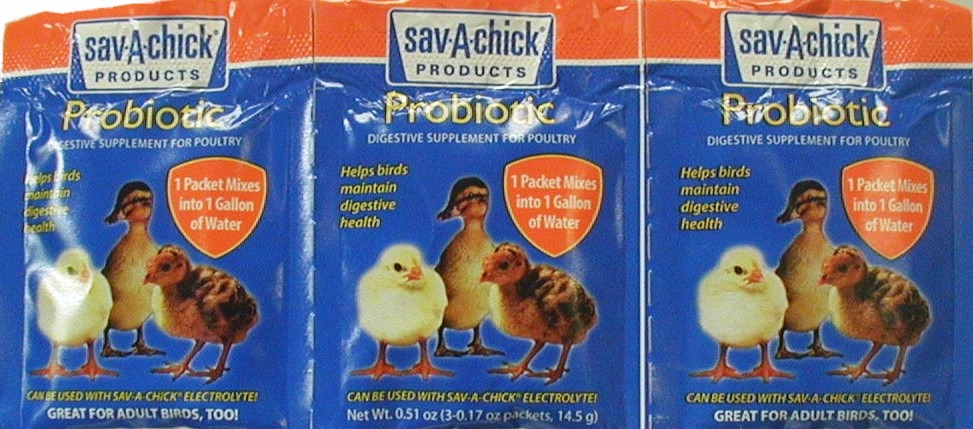 sav-A-chick®
PRODUCTS
Probiotic
DIGESTIVE SUPPLEMENT FOR POULTRY
Helps birds
maintain
digestive
health
1 Packet Mixes
into 1 Gallon
of Water
CAN BE USED WITH SAV-A-CHICK® ELECTROLYTE!
GREAT FOR ADULT BIRDS, TOO!
sav-A-chick®
PRODUCTS
Probiotic
DIGESTIVE SUPPLEMENT FOR POULTRY
Helps birds
maintain
digestive
health
1 Packet Mixes
into 1 Gallon
of Water
CAN BE USED WITH SAV-A-CHICK® ELECTROLYTE!
Net Wt. 0.51 oz (3-0.17 oz packets, 14.5 g)
sav-A-chick®
PRODUCTS
Probiotic
DIGESTIVE SUPPLEMENT FOR POULTRY
Helps birds
maintain
digestive
health
1 Packet Mixes
into 1 Gallon
of Water
CAN BE USED WITH SAV-A-CHICK® ELECTROLYTE!
GREAT FOR ADULT BIRDS, TOO!